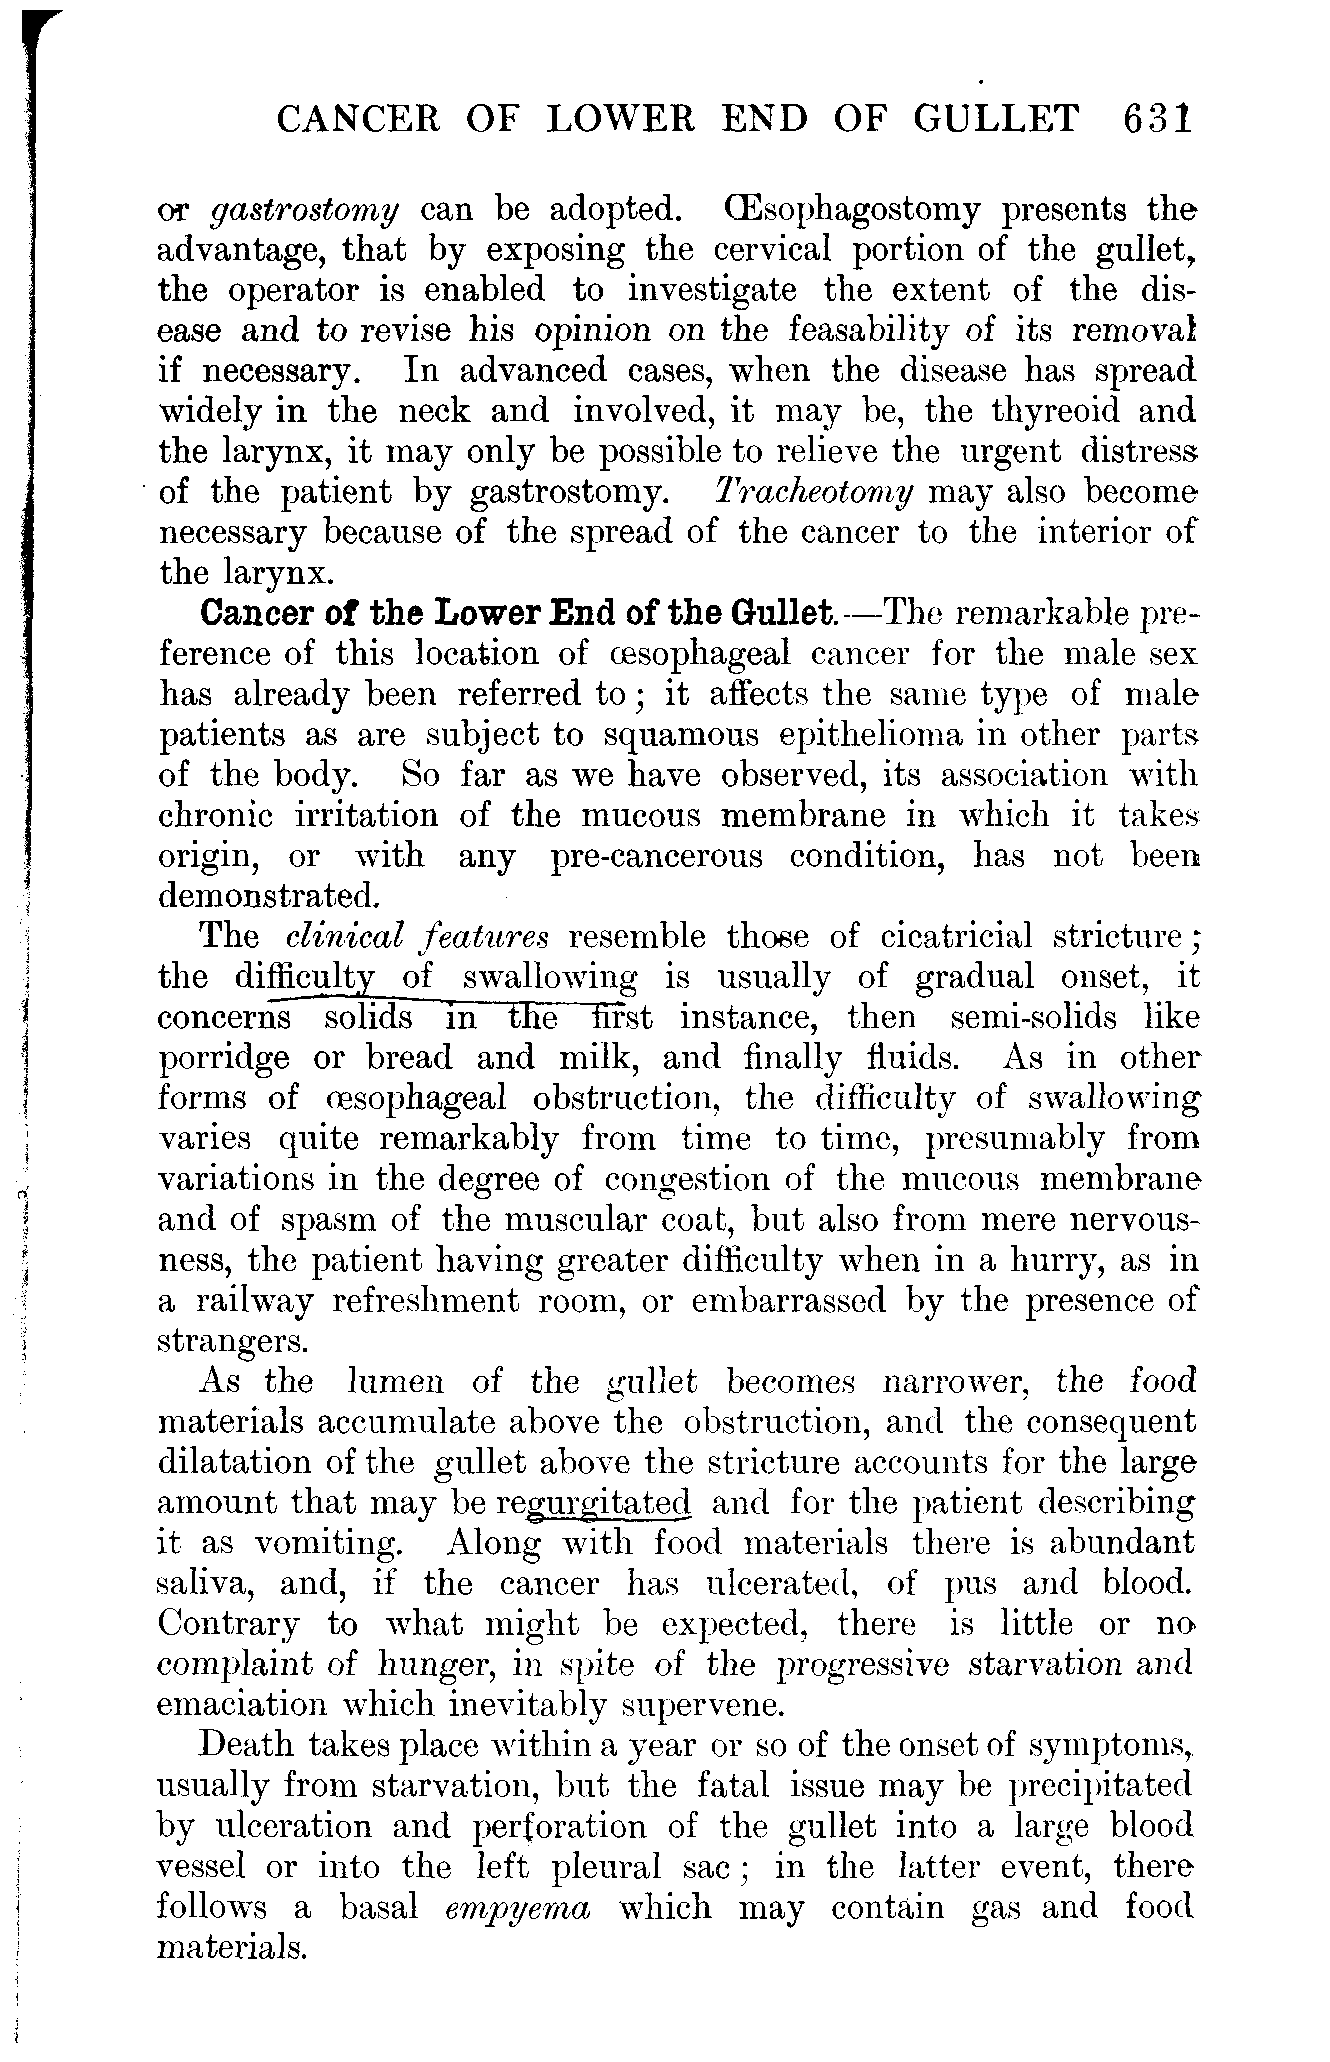 CANCER OF LOWER END OF GULLET 631
or gastrostomy can be adopted. Œsophagostomy presents the
advantage, that by exposing the cervical portion of the gullet,
the operator is enabled to investigate the extent of the dis-
ease and to revise his opinion on the feasability of its removal
if necessary. In advanced cases, when the disease has spread
widely in the neck and involved, it may be, the thyreoid and
the larynx, it may only be possible to relieve the urgent distress
of the patient by gastrostomy. Tracheotomy may also become
necessary because of the spread of the cancer to the interior of
the larynx.
Cancer of the Lower End of the Gullet.—The remarkable pre-
ference of this location of œsophageal cancer for the male sex
has already been referred to ; it affects the same type of male
patients as are subject to squamous epithelioma in other parts
of the body. So far as we have observed, its association with
chronic irritation of the mucous membrane in which it takes
origin, or with any pre-cancerous condition, has not been
demonstrated.
The clinical features resemble those of cicatricial stricture ;
the difficulty of swallowing is usually of gradual onset, it
concerns solids in the first instance, then semi-solids like
porridge or bread and milk, and finally fluids. As in other
forms of œsophageal obstruction, the difficulty of swallowing
varies quite remarkably from time to time, presumably from
variations in the degree of congestion of the mucous membrane
and of spasm of the muscular coat, but also from mere nervous-
ness, the patient having greater difficulty when in a hurry, as in
a railway refreshment room, or embarrassed by the presence of
strangers.
As the lumen of the gullet becomes narrower, the food
materials accumulate above the obstruction, and the consequent
dilatation of the gullet above the stricture accounts for the large
amount that may be regurgitated and for the patient describing
it as vomiting. Along with food materials there is abundant
saliva, and, if the cancer has ulcerated, of pus and blood.
Contrary to what might be expected, there is little or no
complaint of hunger, in spite of the progressive starvation and
emaciation which inevitably supervene.
Death takes place within a year or so of the onset of symptoms,
usually from starvation, but the fatal issue may be precipitated
by ulceration and perforation of the gullet into a large blood
vessel or into the left pleural sac ; in the latter event, there
follows a basal empyema which may contain gas and food
materials.